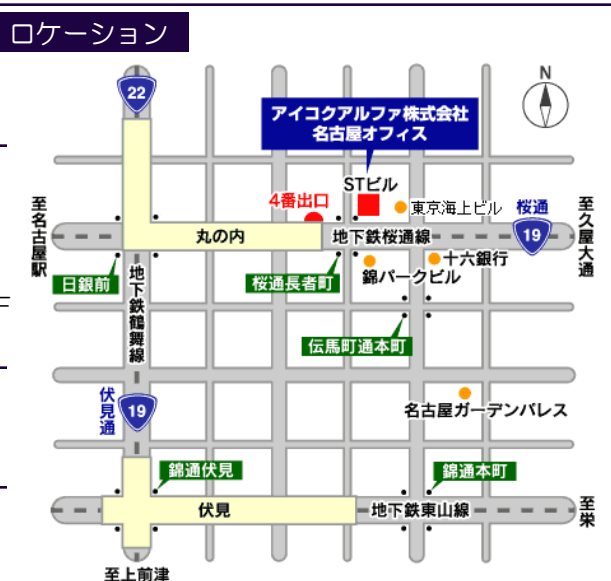 ロケーション
22
N
アイコクアルファ株式会社
名古屋オフィス
STビル
4番出口
東京海上ビル
桜通
至名古屋駅
丸の内
地下鉄桜通線
19
至久屋大通
日銀前
地下鉄鶴舞線
桜通長者町
錦パークビル
十六銀行
伝馬町通本町
伏見通
19
名古屋ガーデンパレス
錦通伏見
錦通本町
伏見
地下鉄東山線
至栄
至上前津